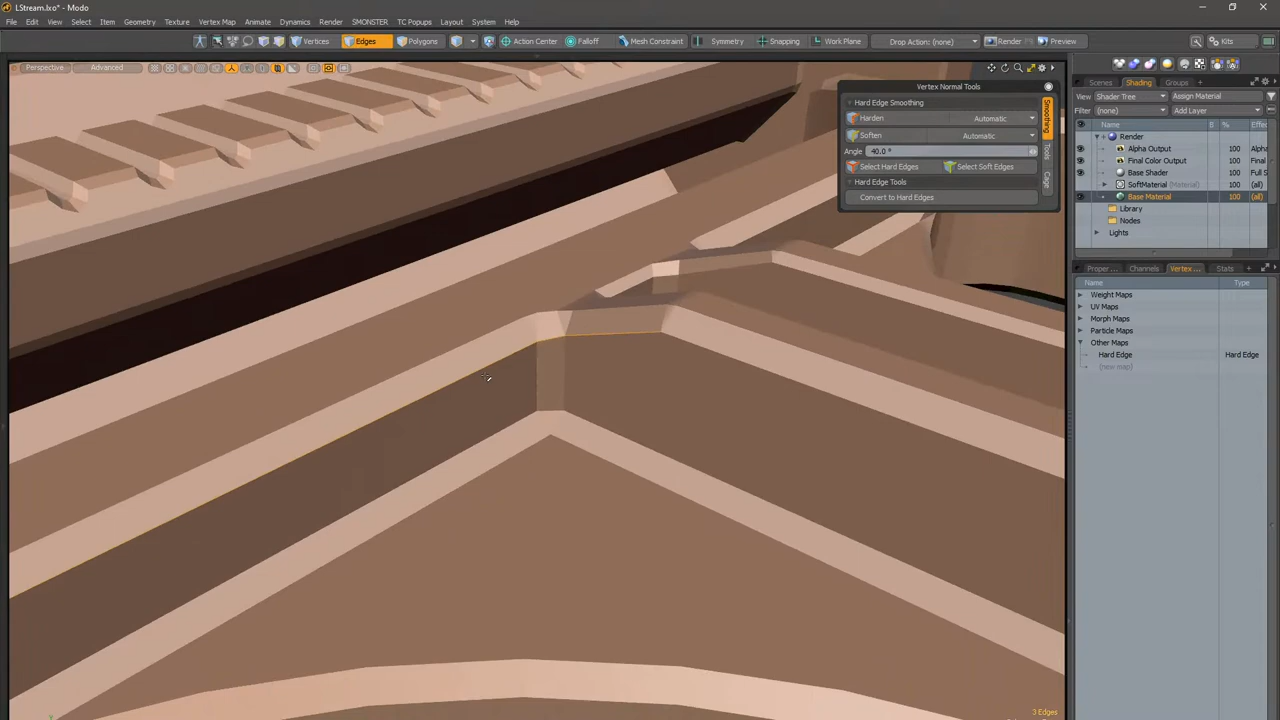 LStream.lxo* - Modo
File Edit View Select Item Geometry Texture Vertex Map Animate Dynamics Render SMONSTER TC Popups Layout System Help
Vertices Edges Polygons Action Center Falloff Mesh Constraint Symmetry Snapping Work Plane Drop Action: (none) Render Preview Kits
Perspective Advanced
Vertex Normal Tools
Hard Edge Smoothing
Harden Automatic
Soften Automatic
Angle 40.0 °
Select Hard Edges Select Soft Edges
Hard Edge Tools
Convert to Hard Edges
Smoothing
Tools
Cage
Scenes Shading Groups
View Shader Tree Assign Material
Filter (none) Add Layer
Name B % Effec
Render
Alpha Output 100 Alpha
Final Color Output 100 Final
Base Shader 100 Full S
SoftMaterial (Material) 100 (all)
Base Material 100 (all)
Library
Nodes
Lights
Proper ... Channels Vertex ... Stats
Name Type
Weight Maps
UV Maps
Morph Maps
Particle Maps
Other Maps
Hard Edge Hard Edge
(new map)
3 Edges